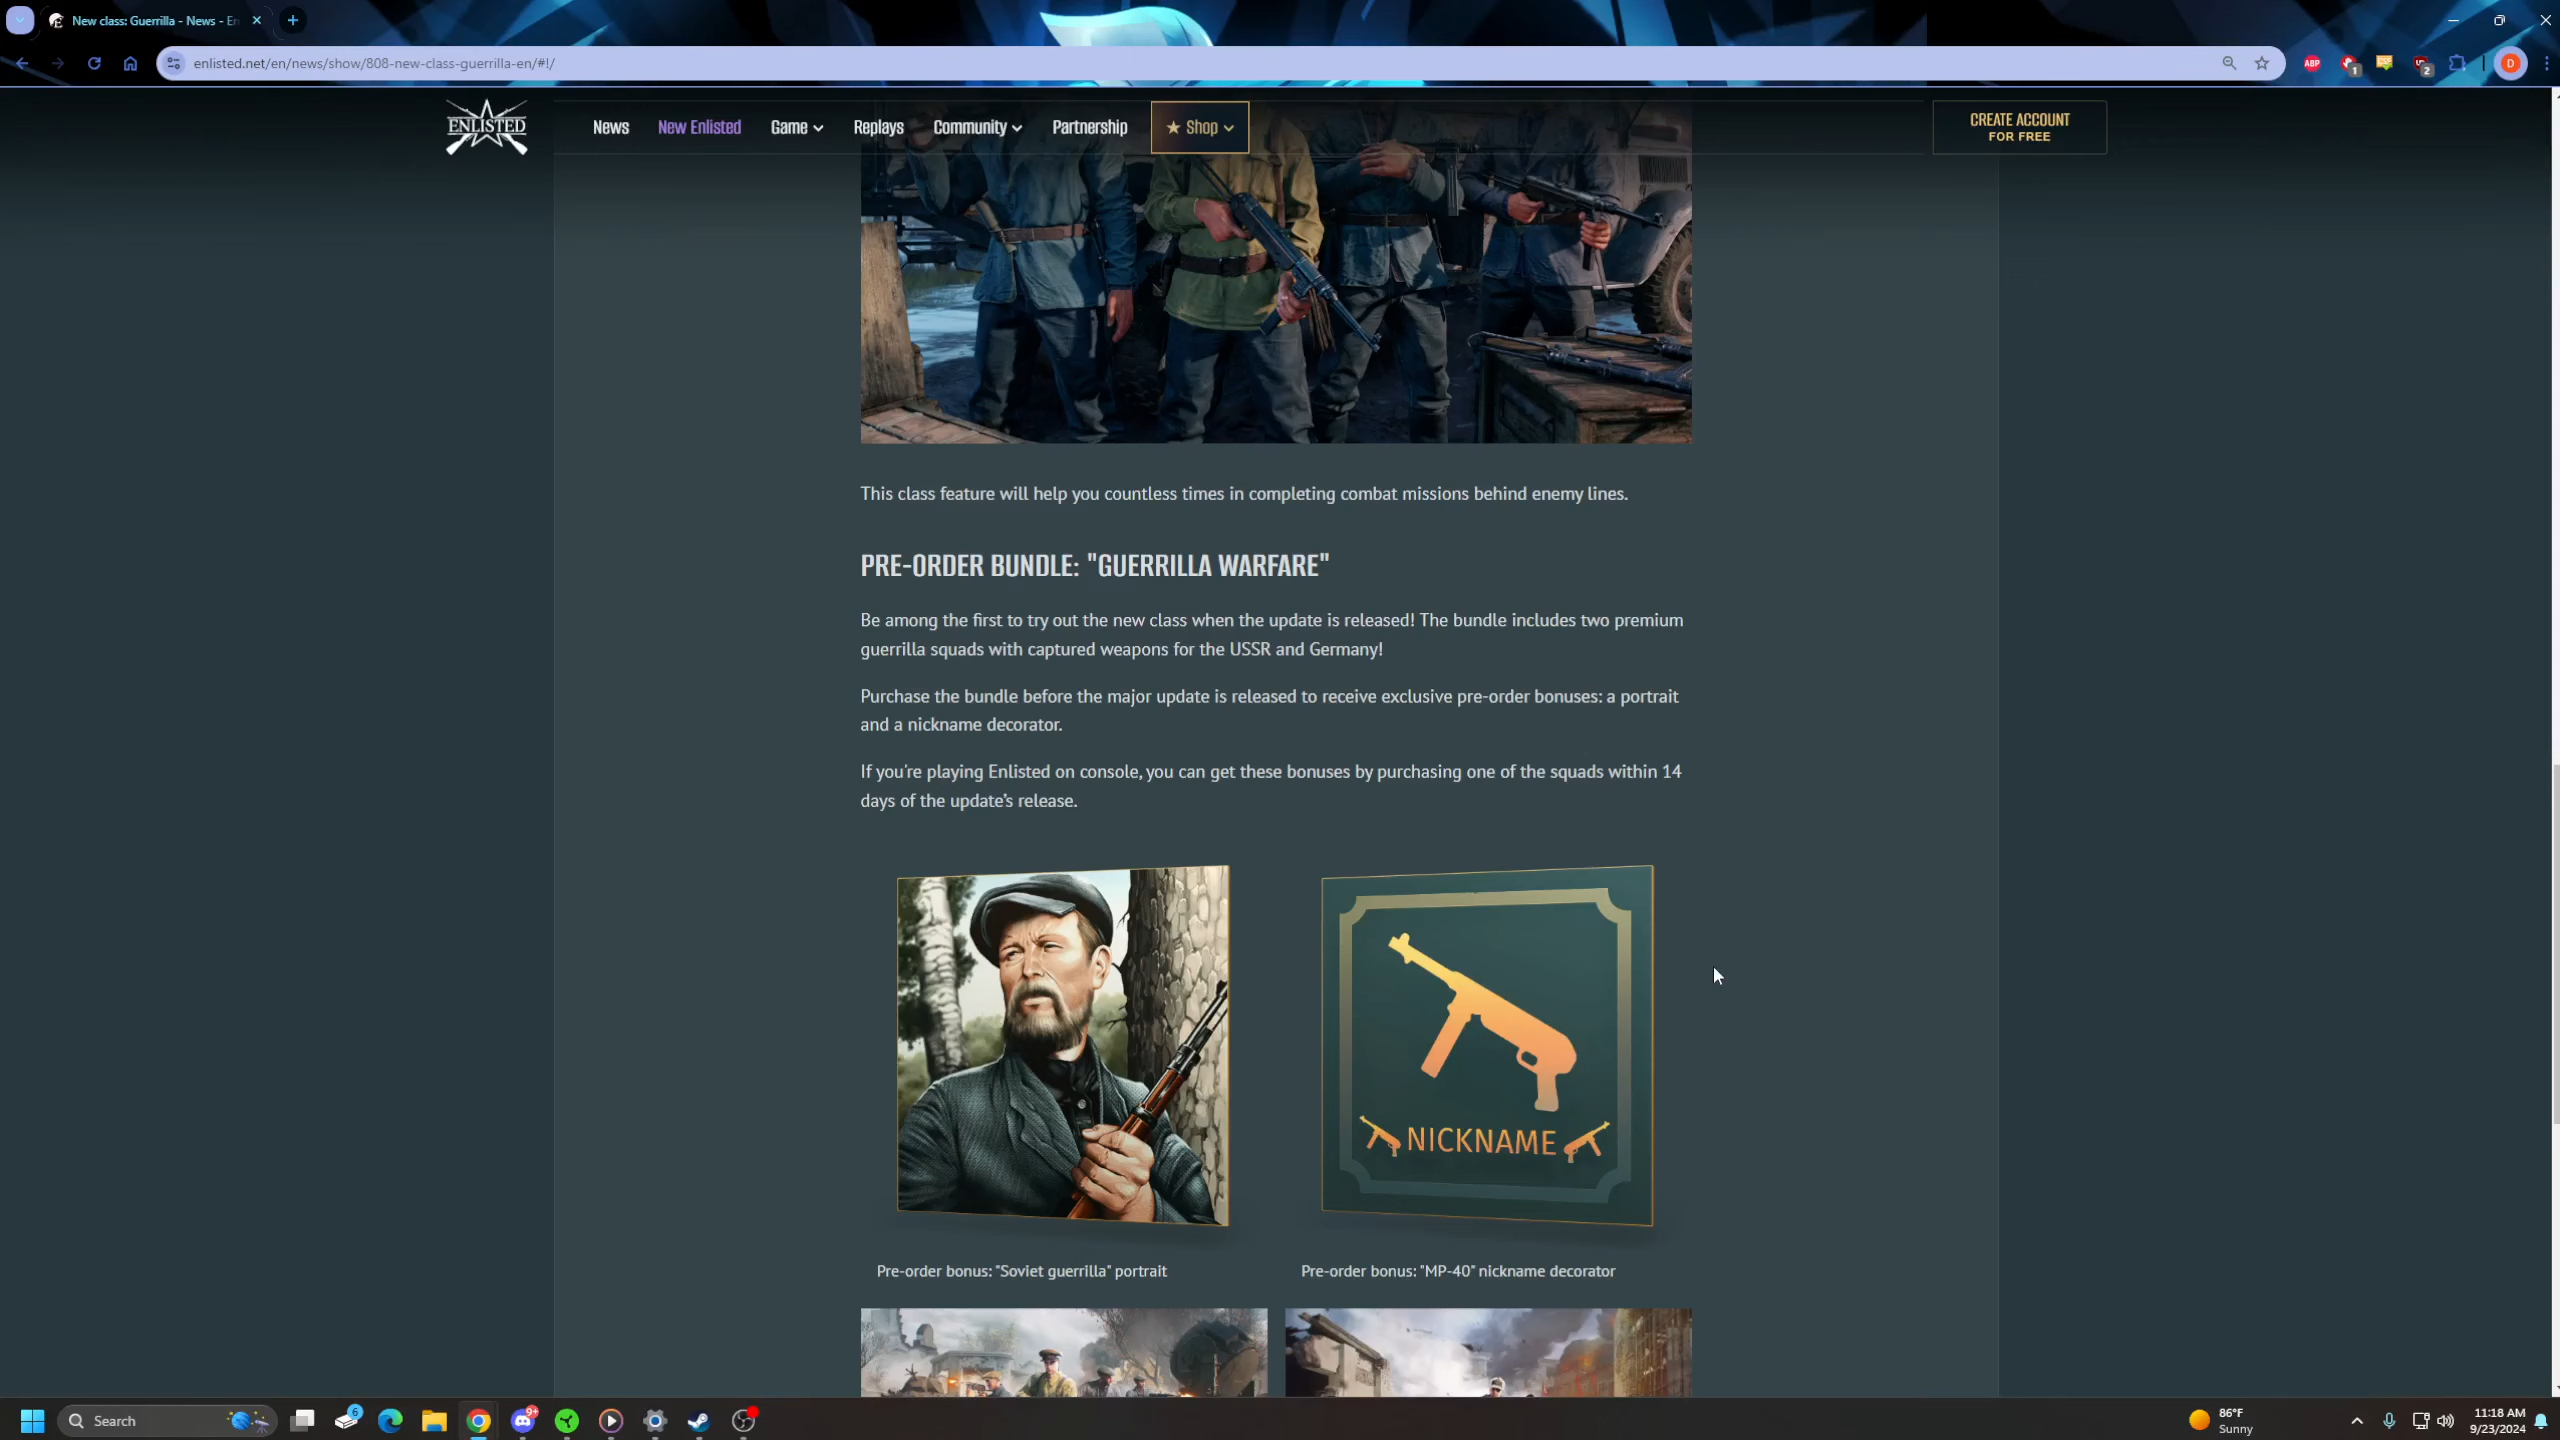 New class: Guerrilla - News - En
enlisted.net/en/news/show/808-new-class-guerrilla-en/#!/
ABP
1
2
D
ENLISTED
News
New Enlisted
Game
Replays
Community
Partnership
★ Shop
CREATE ACCOUNT
FOR FREE
This class feature will help you countless times in completing combat missions behind enemy lines.
PRE-ORDER BUNDLE: "GUERRILLA WARFARE"
Be among the first to try out the new class when the update is released! The bundle includes two premium
guerrilla squads with captured weapons for the USSR and Germany!
Purchase the bundle before the major update is released to receive exclusive pre-order bonuses: a portrait
and a nickname decorator.
If you're playing Enlisted on console, you can get these bonuses by purchasing one of the squads within 14
days of the update's release.
NICKNAME
Pre-order bonus: "Soviet guerrilla" portrait
Pre-order bonus: "MP-40" nickname decorator
Search
6
9+
86°F
Sunny
11:18 AM
9/23/2024